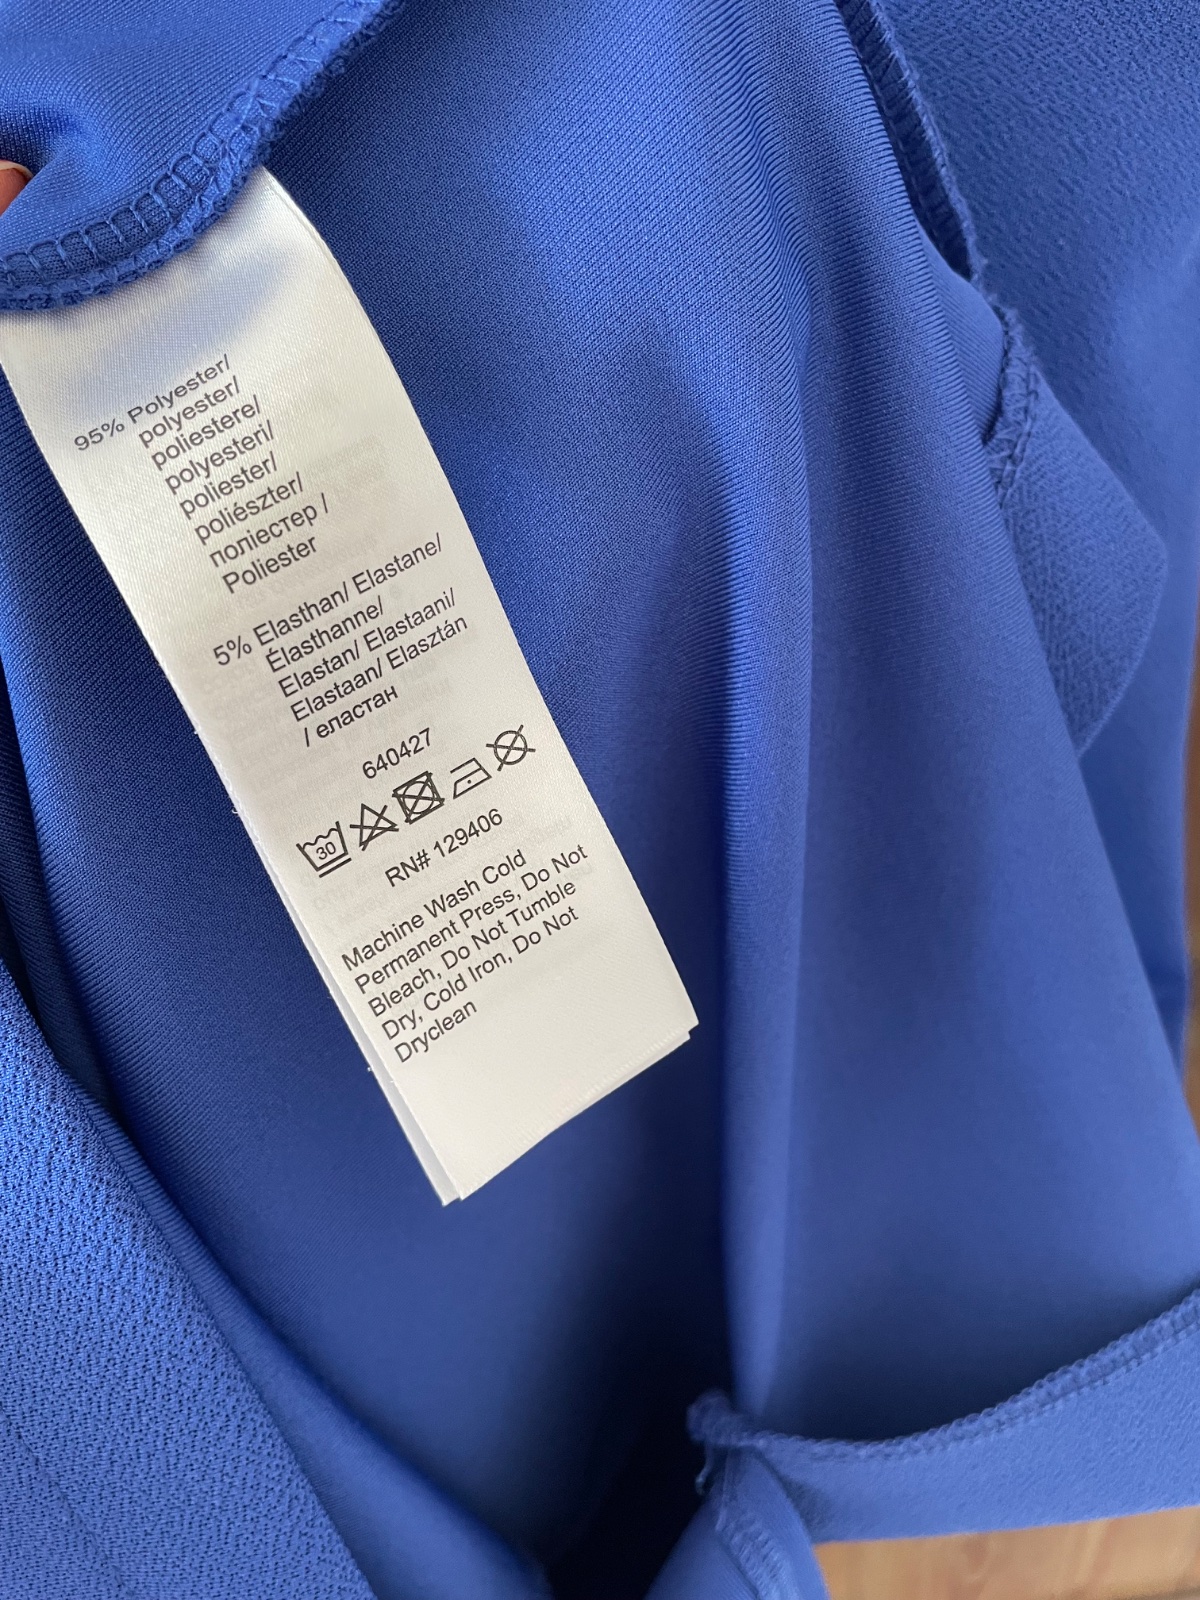 95% Polyester/
polyester/
poliestere/
polyesteri/
poliester/
poliészter/
поліестер /
Poliester
5% Elasthan/ Elastane/
Élasthanne/
Elastan/ Elastaani/
Elastaan/ Elasztán
/ еластан
640427
30
RN# 129406
Machine Wash Cold
Permanent Press, Do Not
Bleach, Do Not Tumble
Dry, Cold Iron, Do Not
Dryclean